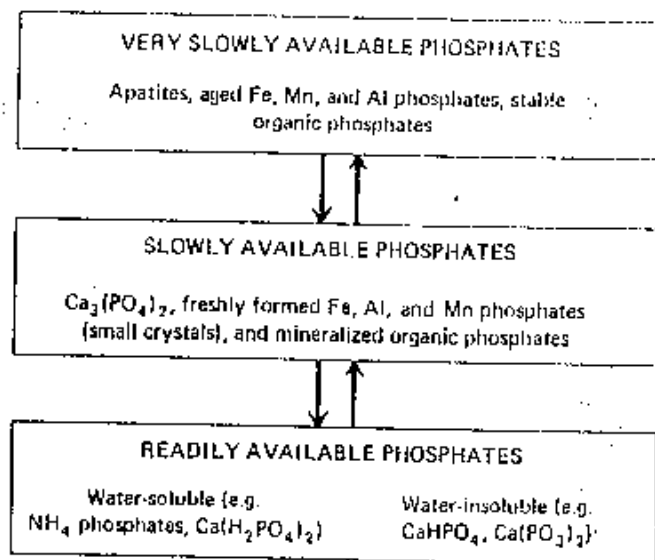 VERY SLOWLY AVAILABLE PHOSPHATES
Apatites, aged Fe, Mn, and Al phosphates, stable
organic phosphates
SLOWLY AVAILABLE PHOSPHATES
Ca₃(PO₄)₂, freshly formed Fe, Al, and Mn phosphates
(small crystals), and mineralized organic phosphates
READILY AVAILABLE PHOSPHATES
Water-soluble (e.g.
NH₄ phosphates, Ca(H₂PO₄)₂)
Water-insoluble (e.g.
CaHPO₄, Ca(PO₃)₂)